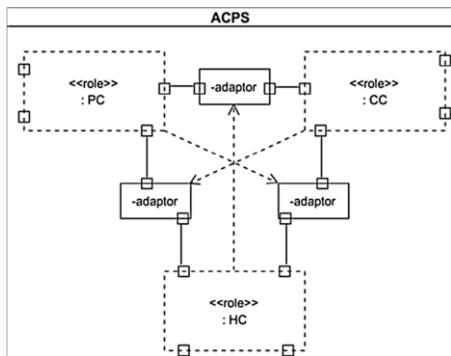 ACPS
<<role>>
: PC
-adaptor
<<role>>
: CC
-adaptor
-adaptor
<<role>>
: HC